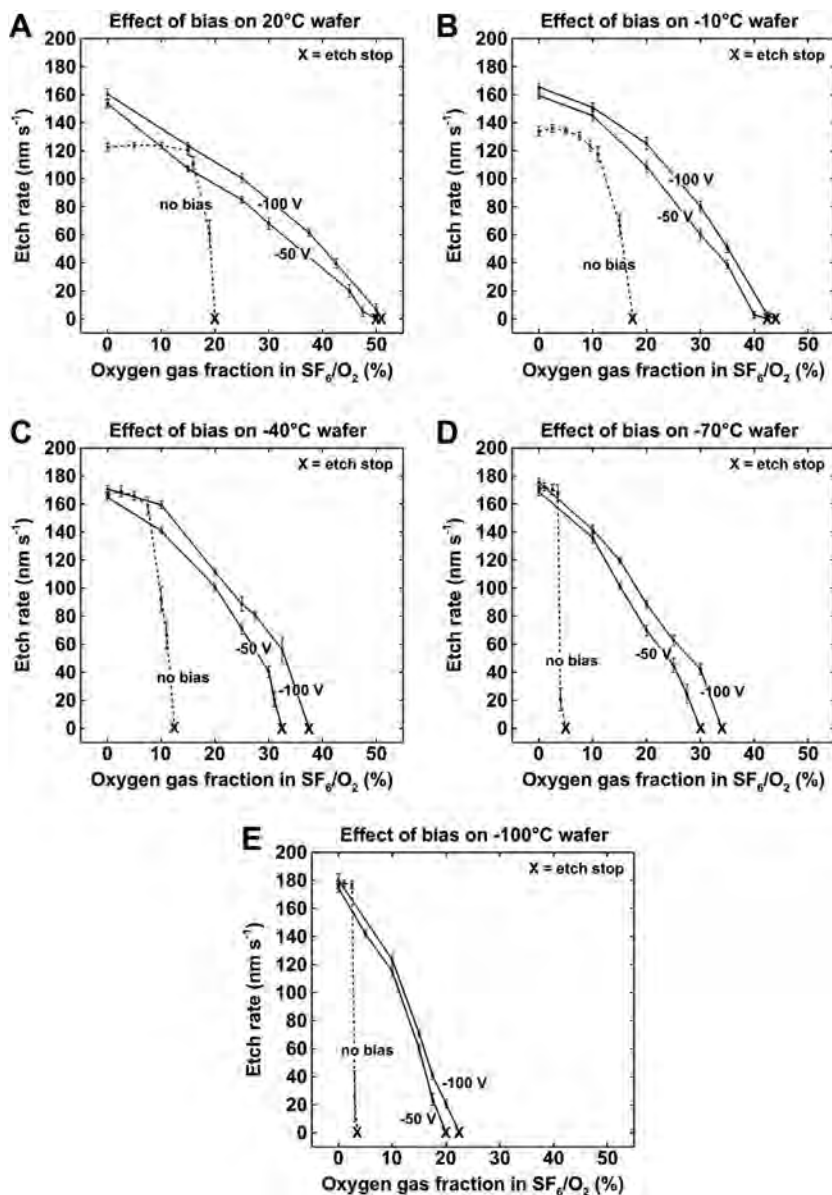 A
Effect of bias on 20°C wafer
X = etch stop
Etch rate (nm s⁻¹)
200
180
160
140
120
100
80
60
40
20
0
no bias
-100 V
-50 V
X
X X
0 10 20 30 40 50
Oxygen gas fraction in SF₆/O₂ (%)
B
Effect of bias on -10°C wafer
X = etch stop
Etch rate (nm s⁻¹)
200
180
160
140
120
100
80
60
40
20
0
-100 V
-50 V
no bias
X
X X
0 10 20 30 40 50
Oxygen gas fraction in SF₆/O₂ (%)
C
Effect of bias on -40°C wafer
X = etch stop
Etch rate (nm s⁻¹)
200
180
160
140
120
100
80
60
40
20
0
-50 V
no bias
-100 V
X
X
X
0 10 20 30 40 50
Oxygen gas fraction in SF₆/O₂ (%)
D
Effect of bias on -70°C wafer
X = etch stop
Etch rate (nm s⁻¹)
200
180
160
140
120
100
80
60
40
20
0
no bias
-50 V
-100 V
X
X
X
0 10 20 30 40 50
Oxygen gas fraction in SF₆/O₂ (%)
E
Effect of bias on -100°C wafer
X = etch stop
Etch rate (nm s⁻¹)
200
180
160
140
120
100
80
60
40
20
0
no bias
-100 V
-50 V
X
X
X
0 10 20 30 40 50
Oxygen gas fraction in SF₆/O₂ (%)